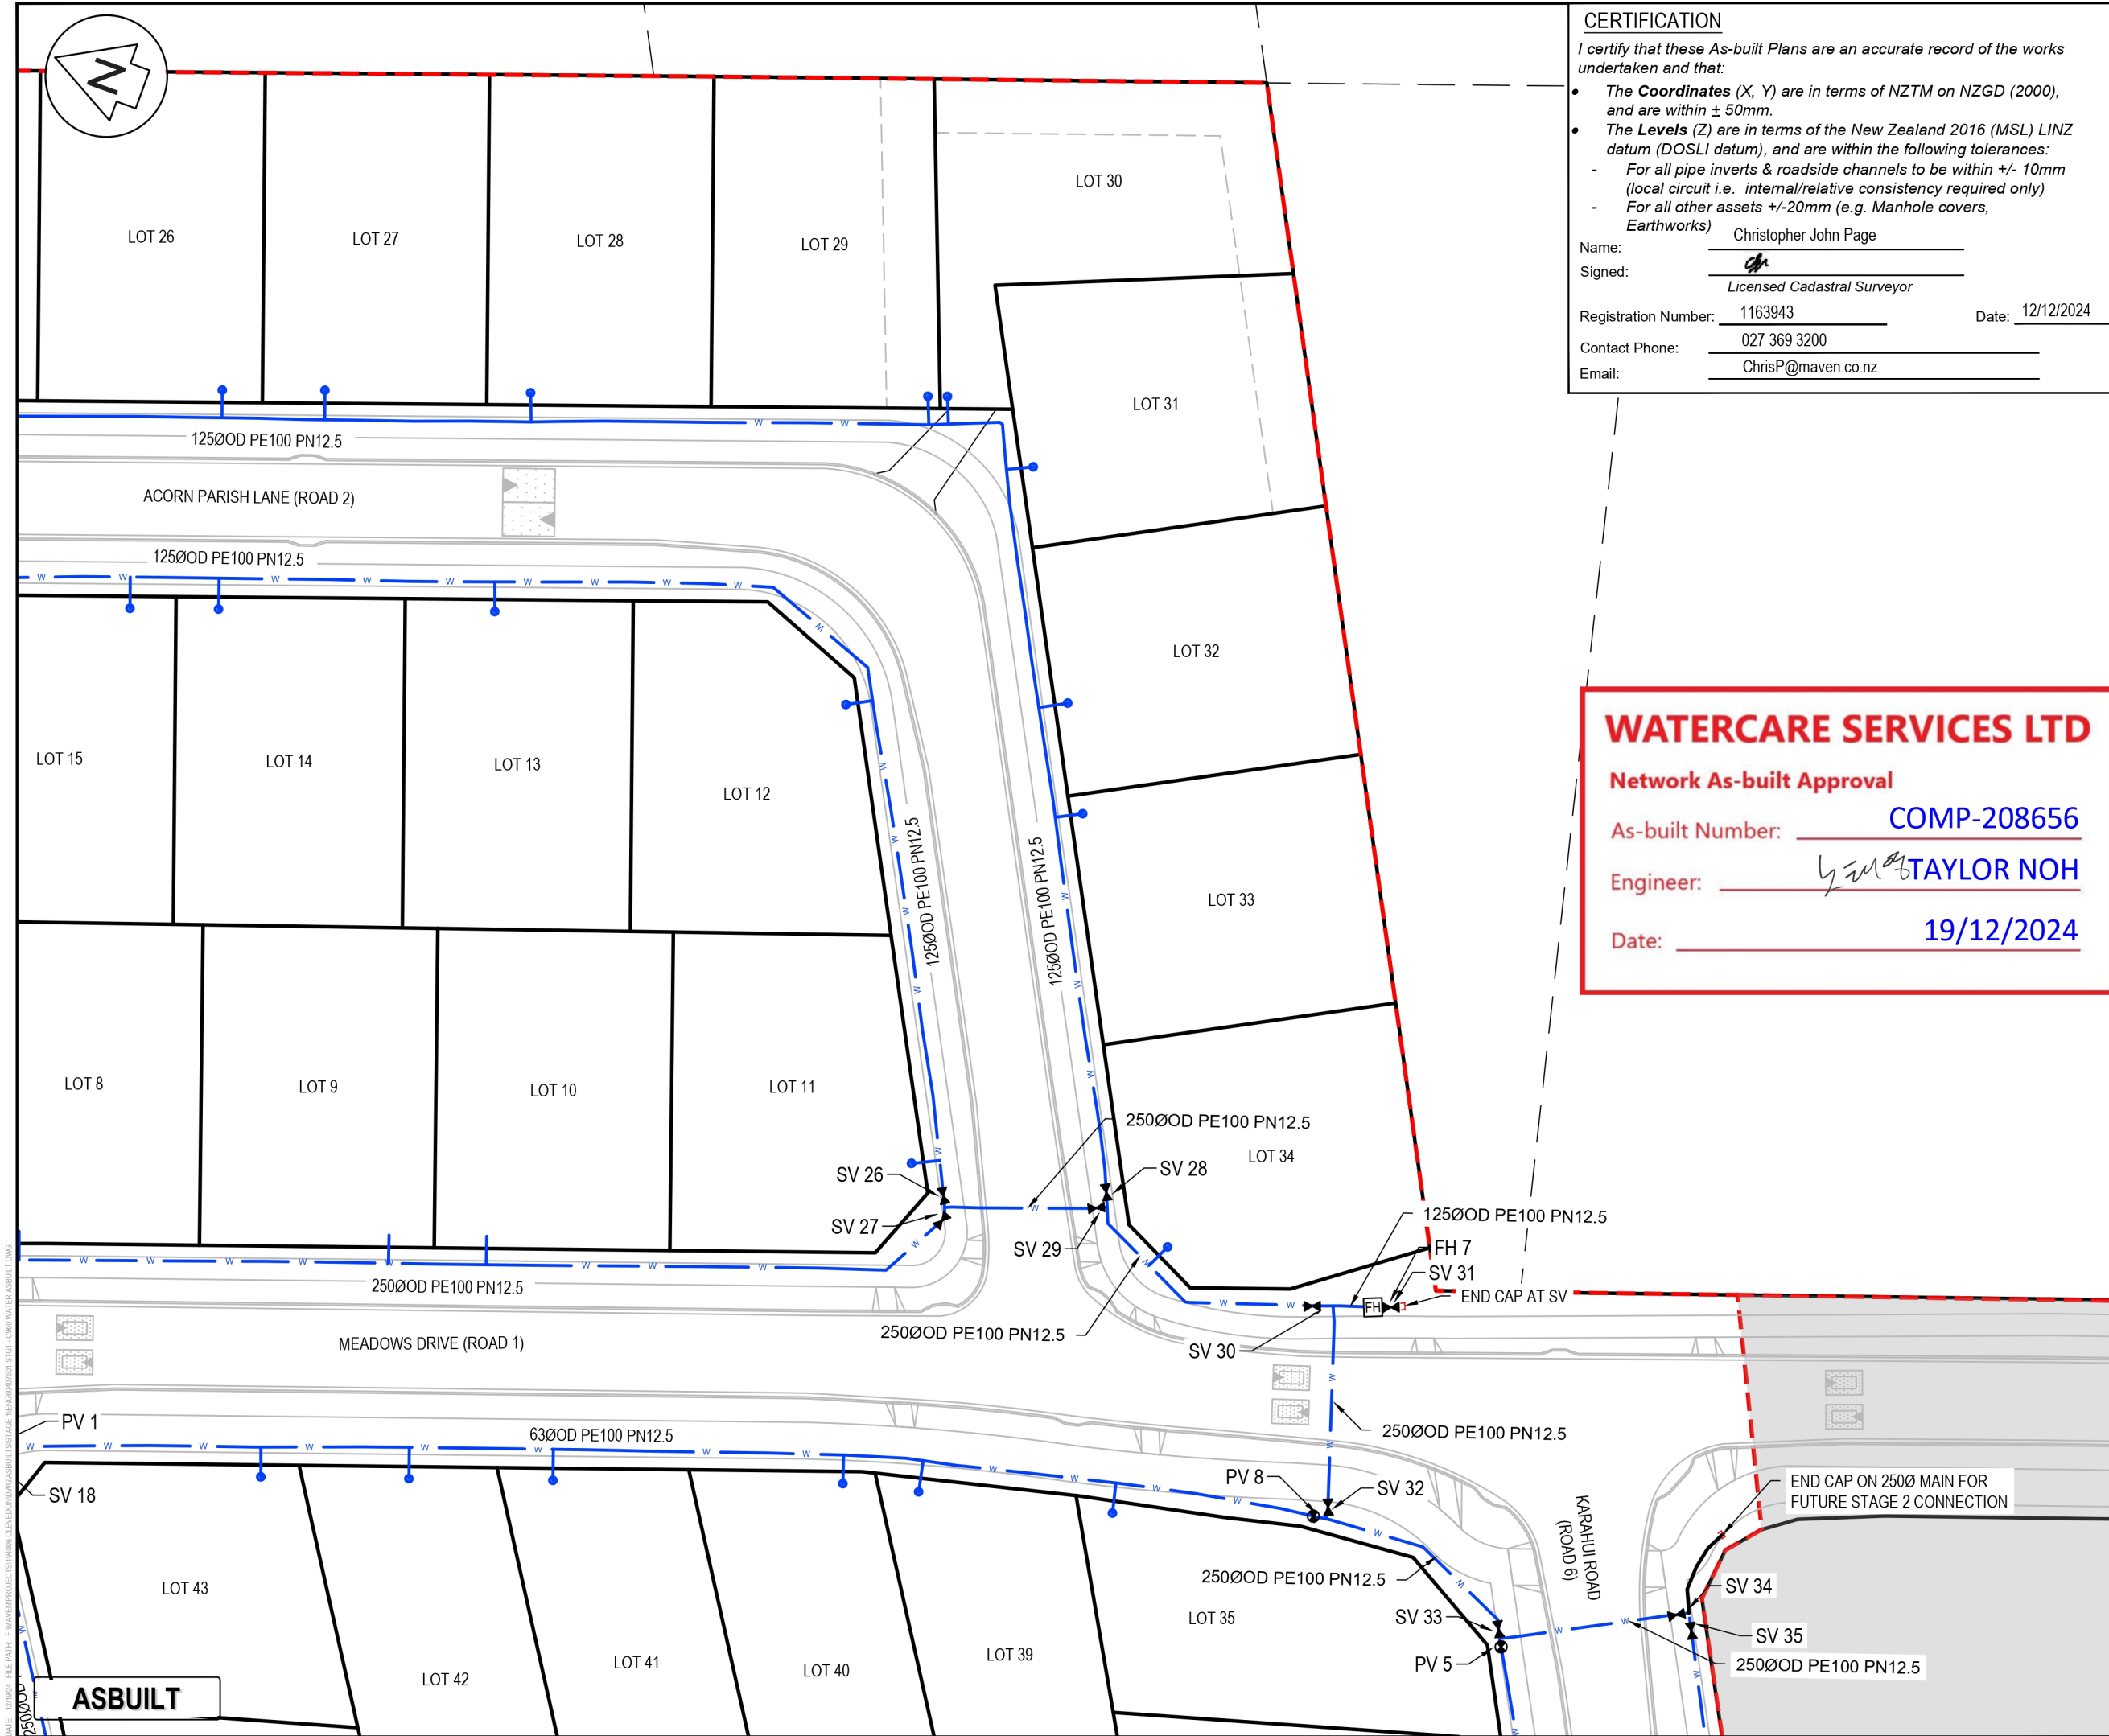 CERTIFICATION
I certify that these As-built Plans are an accurate record of the works
undertaken and that:
• The Coordinates (X, Y) are in terms of NZTM on NZGD (2000),
and are within ± 50mm.
• The Levels (Z) are in terms of the New Zealand 2016 (MSL) LINZ
datum (DOSLI datum), and are within the following tolerances:
- For all pipe inverts & roadside channels to be within +/- 10mm
(local circuit i.e. internal/relative consistency required only)
- For all other assets +/-20mm (e.g. Manhole covers,
Earthworks)
Name: Christopher John Page
Signed:
Licensed Cadastral Surveyor
Registration Number: 1163943 Date: 12/12/2024
Contact Phone: 027 369 3200
Email: ChrisP@maven.co.nz
N
LOT 26
LOT 27
LOT 28
LOT 29
LOT 30
LOT 31
125ØOD PE100 PN12.5
ACORN PARISH LANE (ROAD 2)
125ØOD PE100 PN12.5
LOT 32
WATERCARE SERVICES LTD
Network As-built Approval
As-built Number: COMP-208656
Engineer: TAYLOR NOH
Date: 19/12/2024
LOT 15
LOT 14
LOT 13
LOT 12
125ØOD PE100 PN12.5
125ØOD PE100 PN12.5
LOT 33
LOT 8
LOT 9
LOT 10
LOT 11
250ØOD PE100 PN12.5
LOT 34
SV 26
SV 28
SV 27
SV 29
125ØOD PE100 PN12.5
FH 7
SV 31
END CAP AT SV
FH
250ØOD PE100 PN12.5
MEADOWS DRIVE (ROAD 1)
250ØOD PE100 PN12.5
SV 30
PV 1
63ØOD PE100 PN12.5
250ØOD PE100 PN12.5
PV 8
SV 32
SV 18
KARAHUI ROAD
(ROAD 6)
END CAP ON 250Ø MAIN FOR
FUTURE STAGE 2 CONNECTION
250ØOD PE100 PN12.5
LOT 43
LOT 42
LOT 41
LOT 40
LOT 39
LOT 35
SV 33
PV 5
SV 34
SV 35
250ØOD PE100 PN12.5
ASBUILT